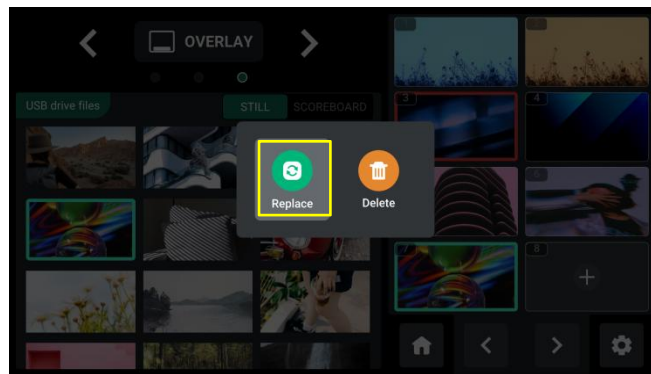 OVERLAY
USB drive files
STILL SCOREBOARD
3
4
Replace
Delete
8